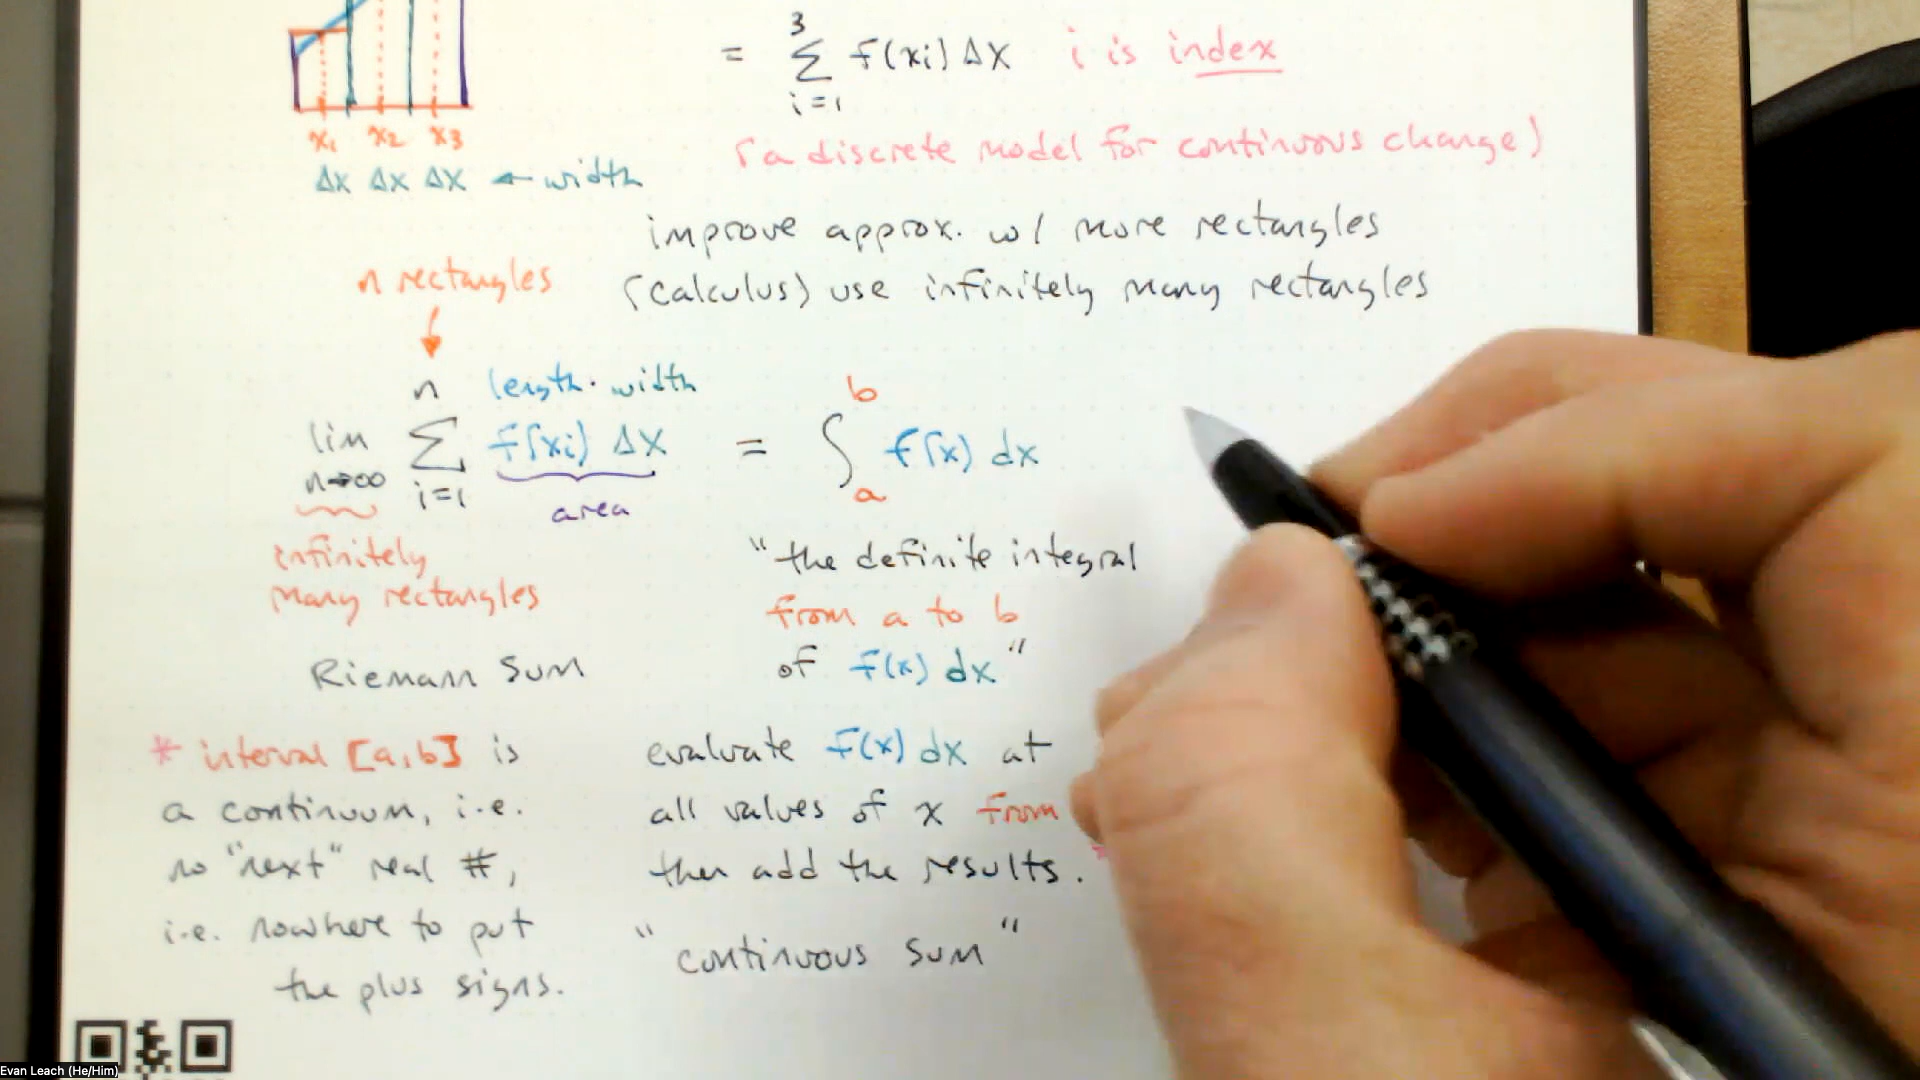 = 3 Σ i=1 f(xi) Δx i is index
x1 x2 x3
(a discrete model for continuous change)
Δx Δx Δx ← width
improve approx. w/ more rectangles
n rectangles
(calculus) use infinitely many rectangles
↓
n length · width
lim n→∞ Σ i=1 f(xi) Δx = ∫ a b f(x) dx
area
"the definite integral
infinitely
many rectangles
from a to b
of f(x) dx"
Riemann Sum
* interval [a,b] is
a continuum, i.e.
no "next" real #,
i.e. nowhere to put
the plus signs.
evaluate f(x) dx at
all values of x from
then add the results. *
"continuous sum"
Evan Leach (He/Him)